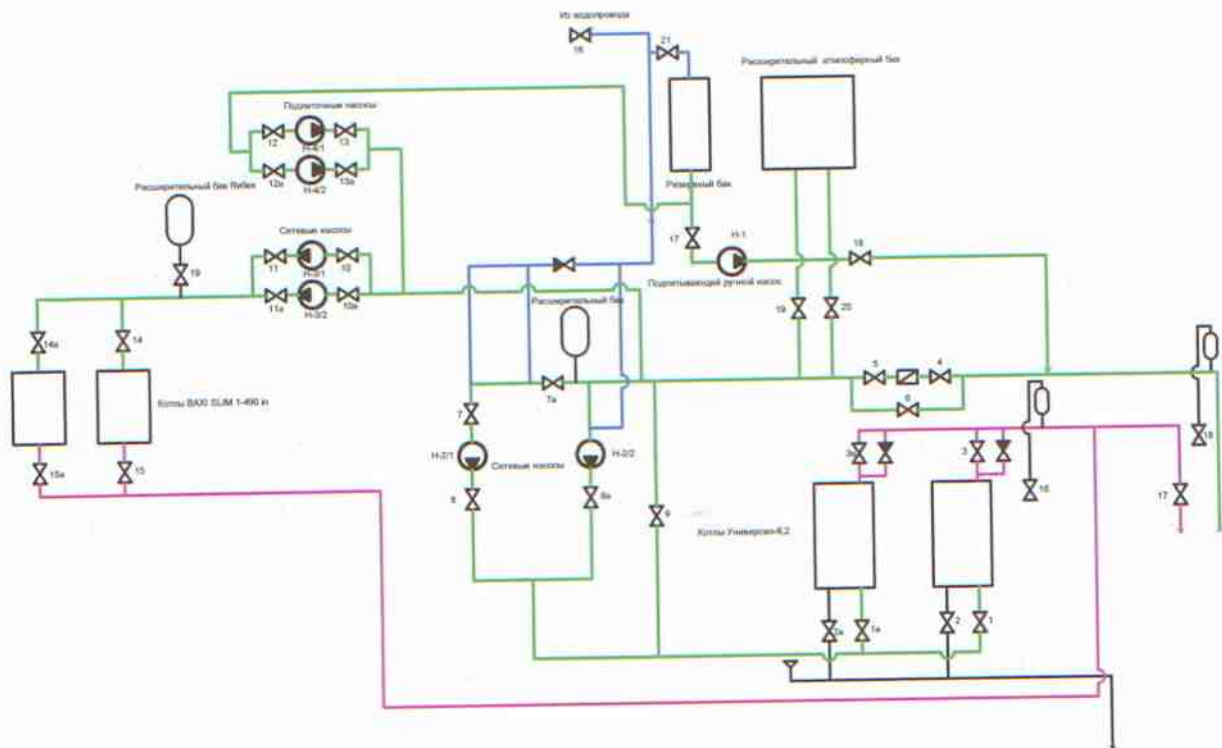 Из водопровода
16
21
Расширительный атмосферный бак
Подпиточные насосы
12
Н-4/1
13
12а
Н-4/2
13а
Резервный бак
Расширительный бак Reflex
Сетевые насосы
19
11
Н-3/1
10
11а
Н-3/2
10а
17
Н-1
18
Подпитывающий ручной насос
Расширительный бак
19
20
14а
14
5
4
7а
6
Котлы BAXI SLIM 1-490 in
7
Н-2/1
Сетевые насосы
Н-2/2
3а
3
18
15а
15
8
8а
16
17
9
Котлы Универсал-6,2
2а
1а
2
1